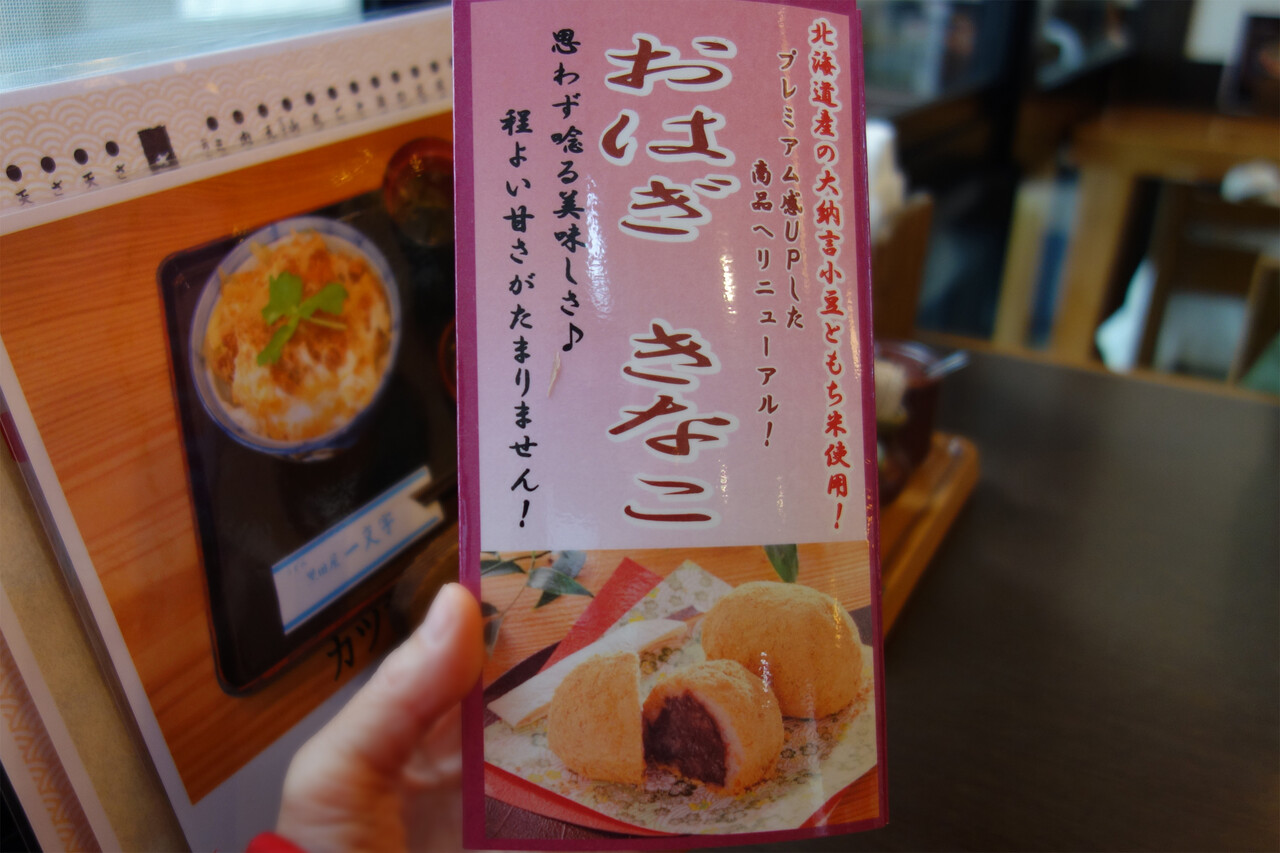 北海道産の大納言小豆ともち米使用!
プレミアム感UPした
商品へリニューアル!
おはぎ きなこ
思わず唸る美味しさ♪
程よい甘さがたまりません!
カツ